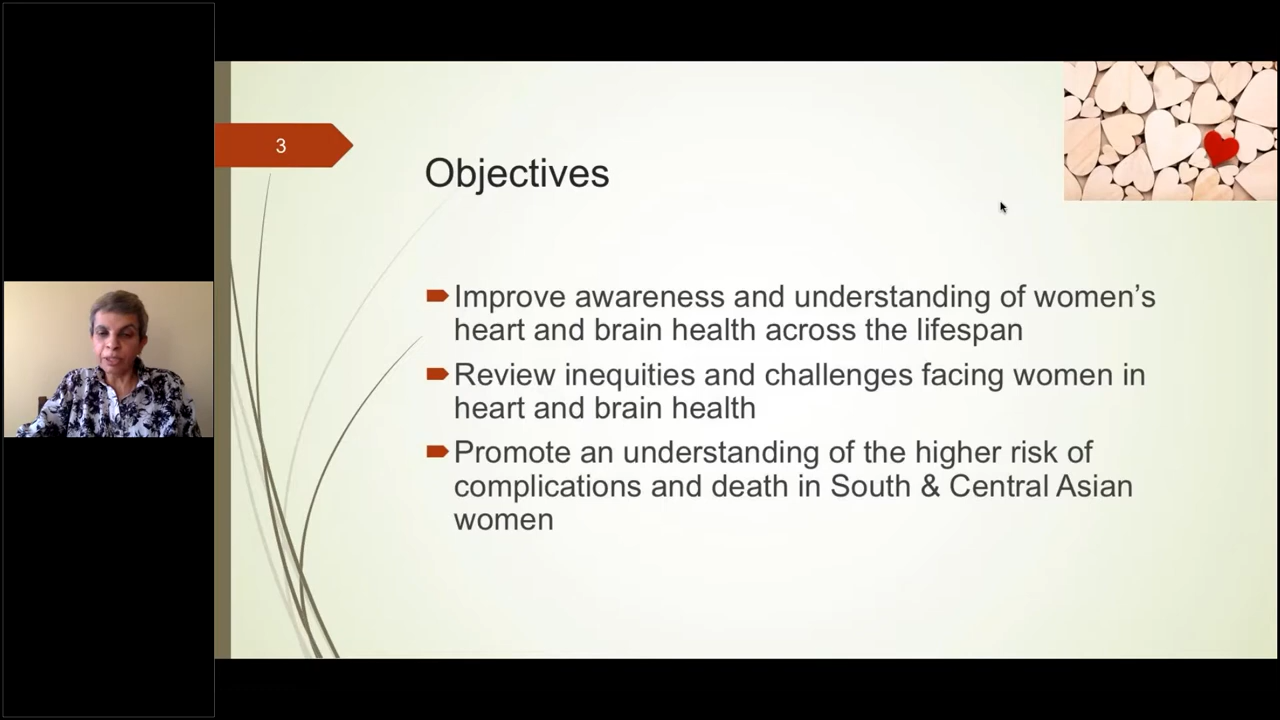 3
Objectives
Improve awareness and understanding of women’s
heart and brain health across the lifespan
Review inequities and challenges facing women in
heart and brain health
Promote an understanding of the higher risk of
complications and death in South & Central Asian
women